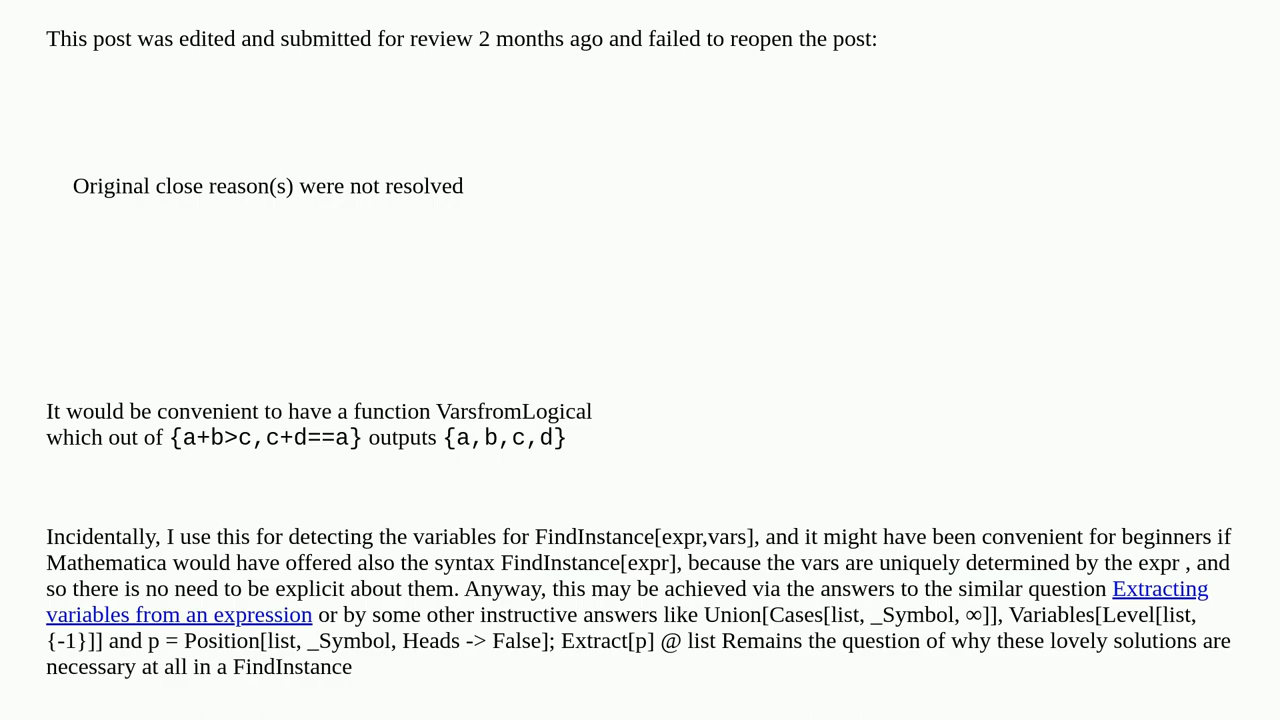 This post was edited and submitted for review 2 months ago and failed to reopen the post:
Original close reason(s) were not resolved
It would be convenient to have a function VarsfromLogical
which out of {a+b>c,c+d==a} outputs {a,b,c,d}
Incidentally, I use this for detecting the variables for FindInstance[expr,vars], and it might have been convenient for beginners if
Mathematica would have offered also the syntax FindInstance[expr], because the vars are uniquely determined by the expr , and
so there is no need to be explicit about them. Anyway, this may be achieved via the answers to the similar question Extracting
variables from an expression or by some other instructive answers like Union[Cases[list, _Symbol, ∞]], Variables[Level[list,
{-1}]] and p = Position[list, _Symbol, Heads -> False]; Extract[p] @ list Remains the question of why these lovely solutions are
necessary at all in a FindInstance